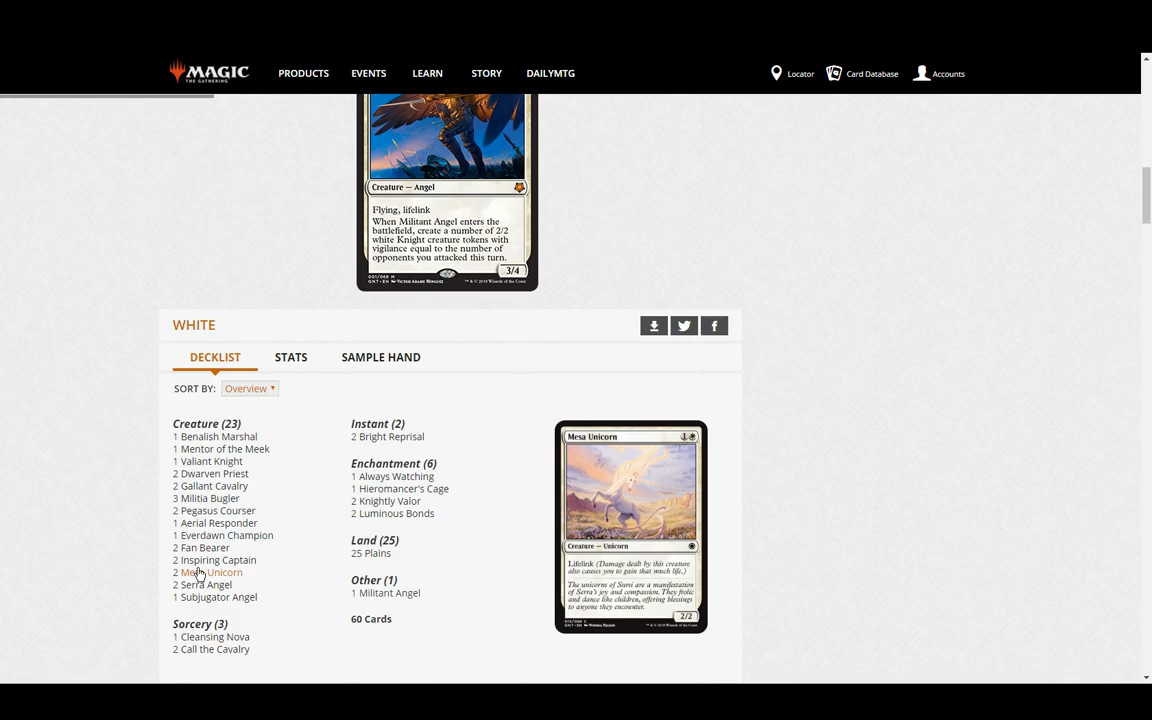 MAGIC
THE GATHERING
PRODUCTS
EVENTS
LEARN
STORY
DAILYMTG
Locator
Card Database
Accounts
Creature — Angel
Flying, lifelink
When Militant Angel enters the
battlefield, create a number of 2/2
white Knight creature tokens with
vigilance equal to the number of
opponents you attacked this turn.
3/4
WHITE
DECKLIST
STATS
SAMPLE HAND
SORT BY: Overview
Creature (23)
1 Benalish Marshal
1 Mentor of the Meek
1 Valiant Knight
2 Dwarven Priest
2 Gallant Cavalry
3 Militia Bugler
2 Pegasus Courser
1 Aerial Responder
1 Everdawn Champion
2 Fan Bearer
2 Inspiring Captain
2 Mesa Unicorn
2 Serra Angel
1 Subjugator Angel
Sorcery (3)
1 Cleansing Nova
2 Call the Cavalry
Instant (2)
2 Bright Reprisal
Enchantment (6)
1 Always Watching
1 Hieromancer's Cage
2 Knightly Valor
2 Luminous Bonds
Land (25)
25 Plains
Other (1)
1 Militant Angel
60 Cards
Mesa Unicorn
1
Creature — Unicorn
Lifelink (Damage dealt by this creature
also causes you to gain that much life.)
The unicorns of Sursi are a manifestation
of Serra's joy and compassion. They frolic
and dance like children, offering blessings
to anyone they encounter.
2/2